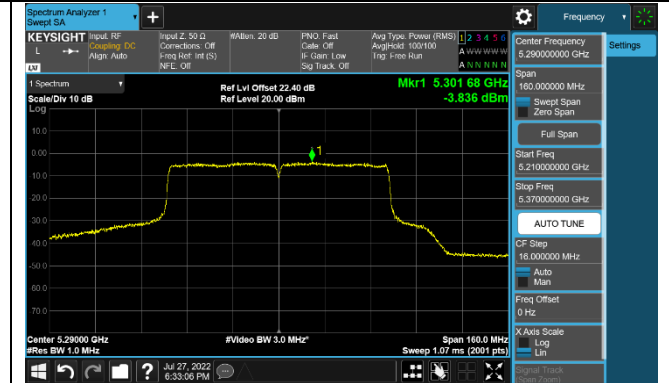 Spectrum Analyzer 1
Swept SA
Frequency
KEYSIGHT Input: RF Input Z: 50 Ω #Atten: 20 dB PNO: Fast Avg Type: Power (RMS) 1 2 3 4 5 6
L Coupling: DC Corrections: Off Gate: Off Avg|Hold: 100/100 A W W W W W
Align: Auto Freq Ref: Int (S) IF Gain: Low Trig: Free Run
LXI NFE: Off Sig Track: Off A N N N N N
1 Spectrum
Scale/Div 10 dB
Ref Lvl Offset 22.40 dB
Ref Level 20.00 dBm
Mkr1 5.301 68 GHz
-3.836 dBm
Log
10.0
0.00
1
-10.0
-20.0
-30.0
-40.0
-50.0
-60.0
-70.0
Center 5.29000 GHz #Video BW 3.0 MHz* Span 160.0 MHz
#Res BW 1.0 MHz Sweep 1.07 ms (2001 pts)
Jul 27, 2022
6:33:06 PM
Center Frequency
5.290000000 GHz
Settings
Span
160.000000 MHz
Swept Span
Zero Span
Full Span
Start Freq
5.210000000 GHz
Stop Freq
5.370000000 GHz
AUTO TUNE
CF Step
16.000000 MHz
Auto
Man
Freq Offset
0 Hz
X Axis Scale
Log
Lin
Signal Track
(Span Zoom)